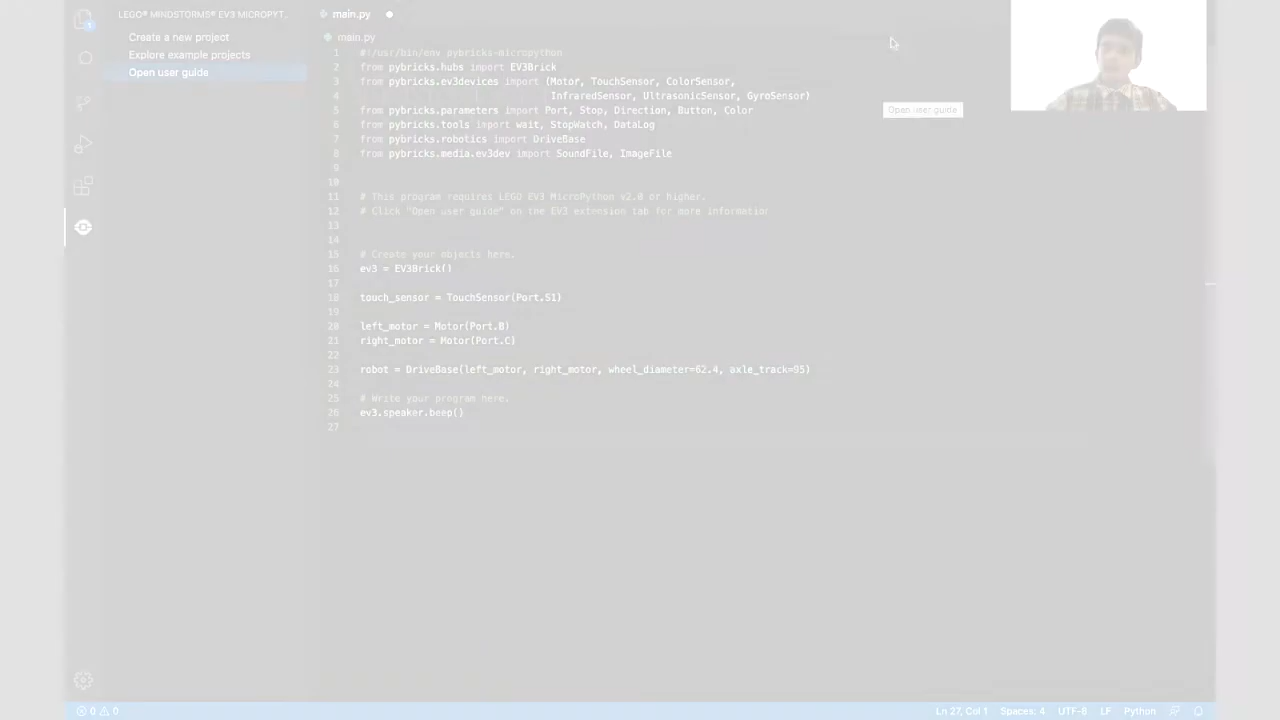 LEGO® MINDSTORMS® EV3 MICROPYT...
Create a new project
Explore example projects
Open user guide
main.py
main.py
1 #!/usr/bin/env pybricks-micropython
2 from pybricks.hubs import EV3Brick
3 from pybricks.ev3devices import (Motor, TouchSensor, ColorSensor,
4 InfraredSensor, UltrasonicSensor, GyroSensor)
5 from pybricks.parameters import Port, Stop, Direction, Button, Color
6 from pybricks.tools import wait, StopWatch, DataLog
7 from pybricks.robotics import DriveBase
8 from pybricks.media.ev3dev import SoundFile, ImageFile
9
10
11 # This program requires LEGO EV3 MicroPython v2.0 or higher.
12 # Click "Open user guide" on the EV3 extension tab for more information
13
14
15 # Create your objects here.
16 ev3 = EV3Brick()
17
18 touch_sensor = TouchSensor(Port.S1)
19
20 left_motor = Motor(Port.B)
21 right_motor = Motor(Port.C)
22
23 robot = DriveBase(left_motor, right_motor, wheel_diameter=62.4, axle_track=95)
24
25 # Write your program here.
26 ev3.speaker.beep()
27
Open user guide
0 0
Ln 27, Col 1 Spaces: 4 UTF-8 LF Python